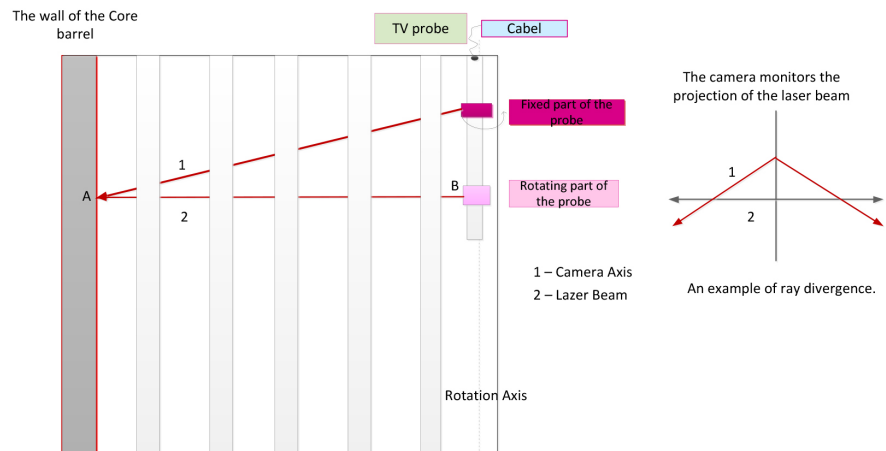 The wall of the Core
barrel
TV probe
Cabel
Fixed part of the
probe
1
A
B
2
Rotating part of
the probe
1 – Camera Axis
2 – Lazer Beam
Rotation Axis
The camera monitors the
projection of the laser beam
1
2
An example of ray divergence.